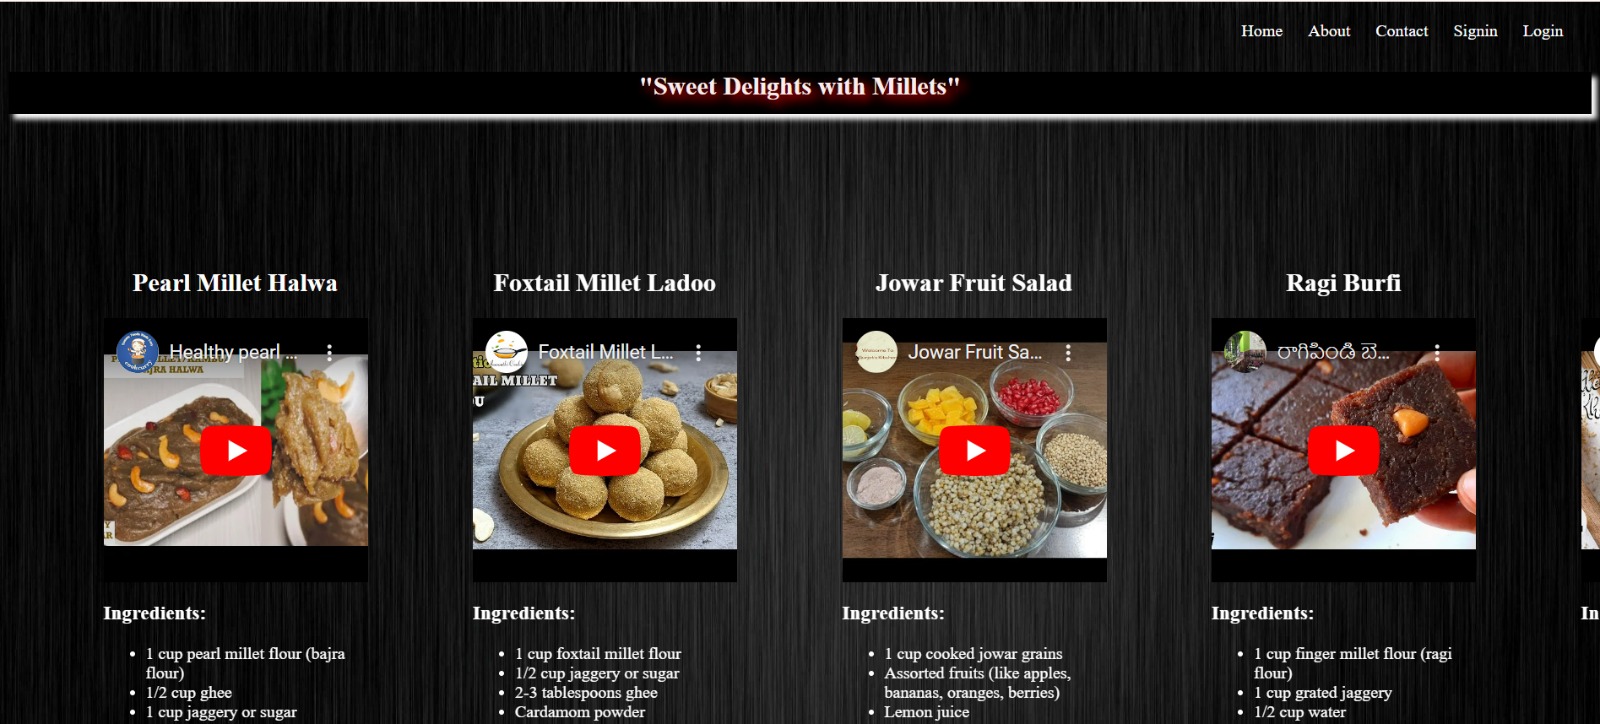 Home About Contact Signin Login
"Sweet Delights with Millets"
Pearl Millet Halwa
Healthy pearl ...
HALWA
Ingredients:
1 cup pearl millet flour (bajra
flour)
1/2 cup ghee
1 cup jaggery or sugar
Foxtail Millet Ladoo
Foxtail Millet L...
AIL MILLET
U
Ingredients:
1 cup foxtail millet flour
1/2 cup jaggery or sugar
2-3 tablespoons ghee
Cardamom powder
Jowar Fruit Salad
Jowar Fruit Sa...
Welcome To
Ingredients:
1 cup cooked jowar grains
Assorted fruits (like apples,
bananas, oranges, berries)
Lemon juice
Ragi Burfi
రాగిపిండి బె...
Ingredients:
1 cup finger millet flour (ragi
flour)
1 cup grated jaggery
1/2 cup water
In